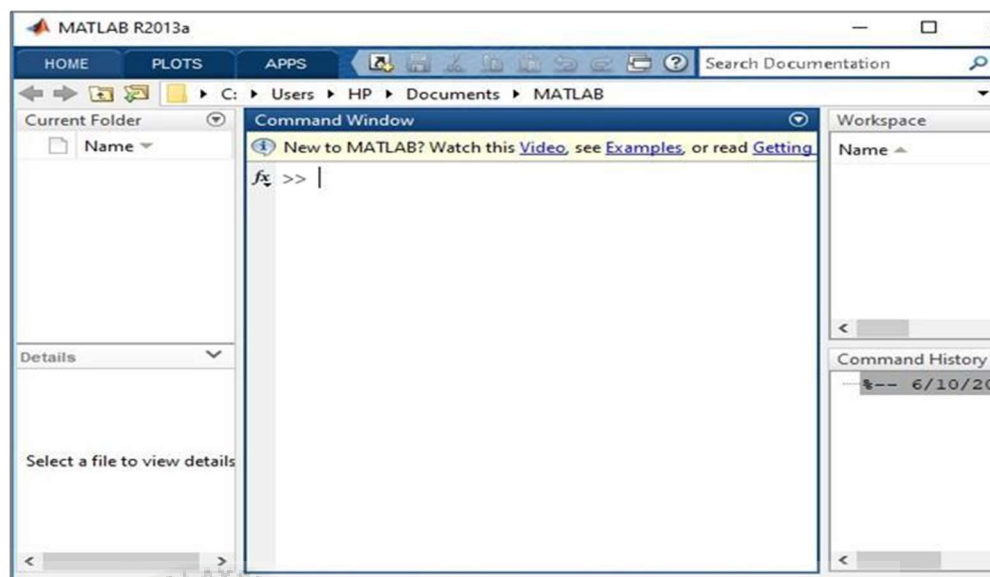 MATLAB R2013a
HOME PLOTS APPS Search Documentation
C: Users HP Documents MATLAB
Current Folder Command Window Workspace
Name New to MATLAB? Watch this Video, see Examples, or read Getting Name
fx >>
Details Command History
%-- 6/10/20
Select a file to view details